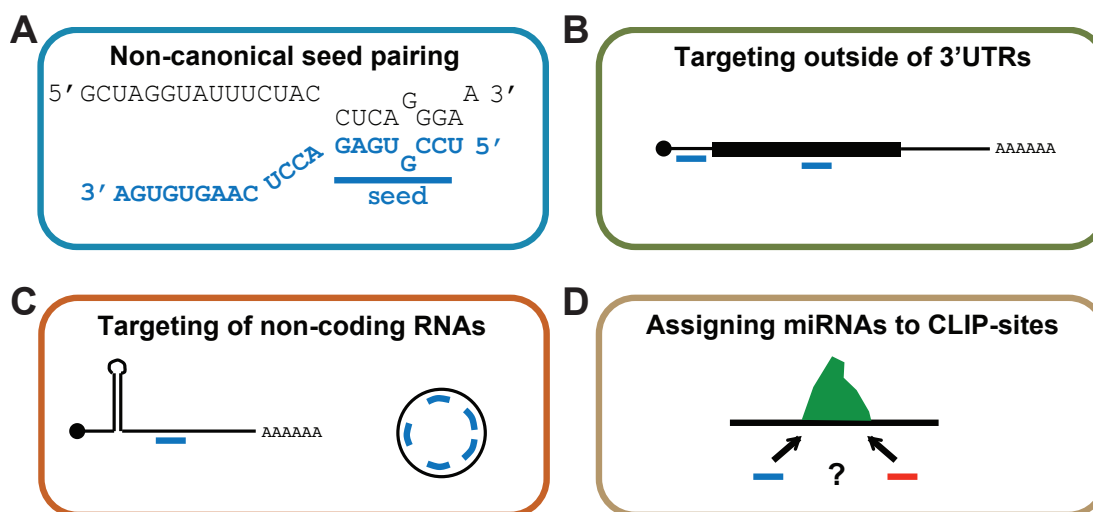 A
Non-canonical seed pairing
5' GCUAGGUAUUUCUAC CUCA G GGA A 3'
GAGU G CCU 5'
3' AGUGUGAAC UCCA
seed
B
Targeting outside of 3'UTRs
AAAAAA
C
Targeting of non-coding RNAs
AAAAAA
D
Assigning miRNAs to CLIP-sites
?